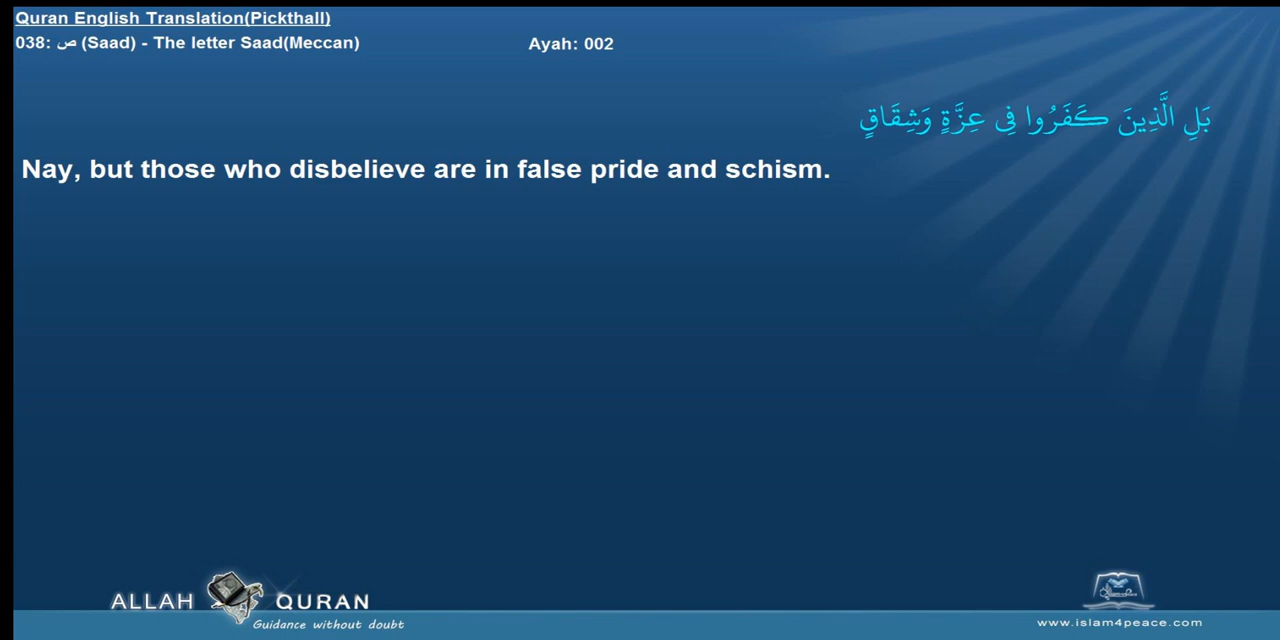 Quran English Translation(Pickthall)
038: ص (Saad) - The letter Saad(Meccan)
Ayah: 002
بَلِ الَّذِينَ كَفَرُوا فِي عِزَّةٍ وَشِقَاقٍ
Nay, but those who disbelieve are in false pride and schism.
ALLAH QURAN
Guidance without doubt
www.islam4peace.com